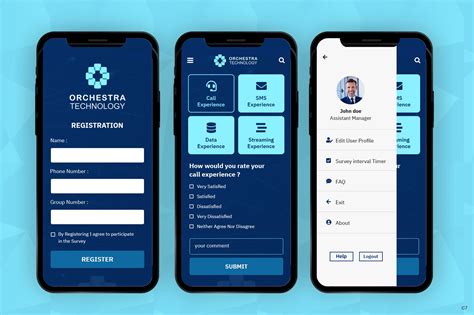 ORCHESTRA
TECHNOLOGY
REGISTRATION
Name :
Phone Number :
Group Number :
By Registering I agree to participate
in the Survey
REGISTER
ORCHESTRA
TECHNOLOGY
Call
Experience
SMS
Experience
Data
Experience
Streaming
Experience
How would you rate your
call experience ?
Very Satisfied
Satisfied
Dissatisfied
Very Dissatisfied
Neither Agree Nor Disagree
your comment
SUBMIT
John doe
Assistant Manager
Edit User Profile
Survey interval Timer
FAQ
Exit
About
Help
Logout